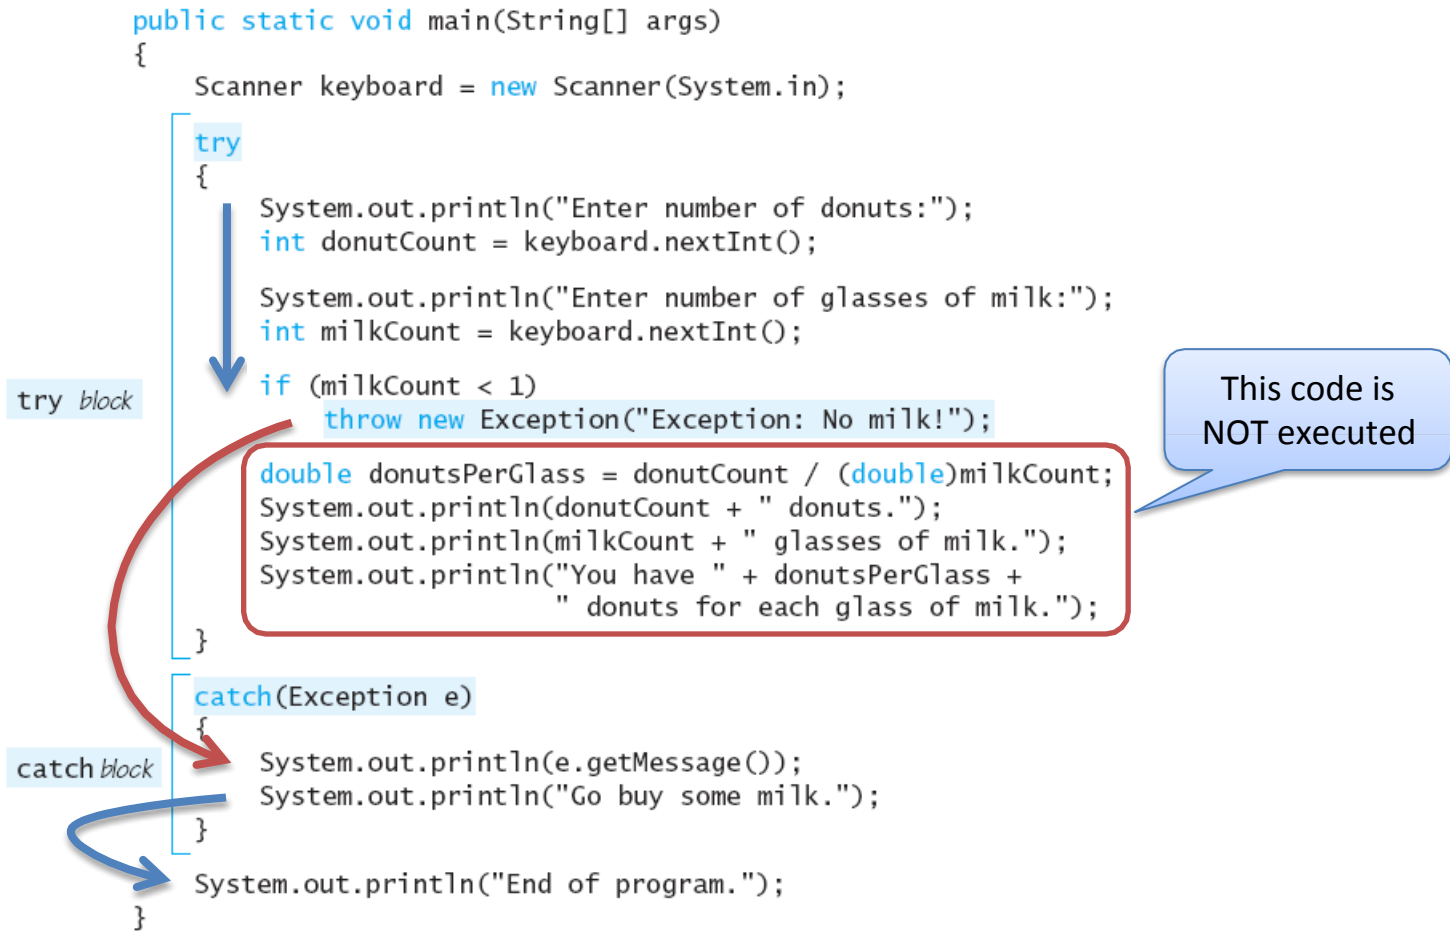 public static void main(String[] args)
{
Scanner keyboard = new Scanner(System.in);
try
{
System.out.println("Enter number of donuts:");
int donutCount = keyboard.nextInt();
System.out.println("Enter number of glasses of milk:");
int milkCount = keyboard.nextInt();
if (milkCount < 1)
throw new Exception("Exception: No milk!");
double donutsPerGlass = donutCount / (double)milkCount;
System.out.println(donutCount + " donuts.");
System.out.println(milkCount + " glasses of milk.");
System.out.println("You have " + donutsPerGlass +
" donuts for each glass of milk.");
}
try block
This code is
NOT executed
catch(Exception e)
{
System.out.println(e.getMessage());
System.out.println("Go buy some milk.");
}
catch block
System.out.println("End of program.");
}